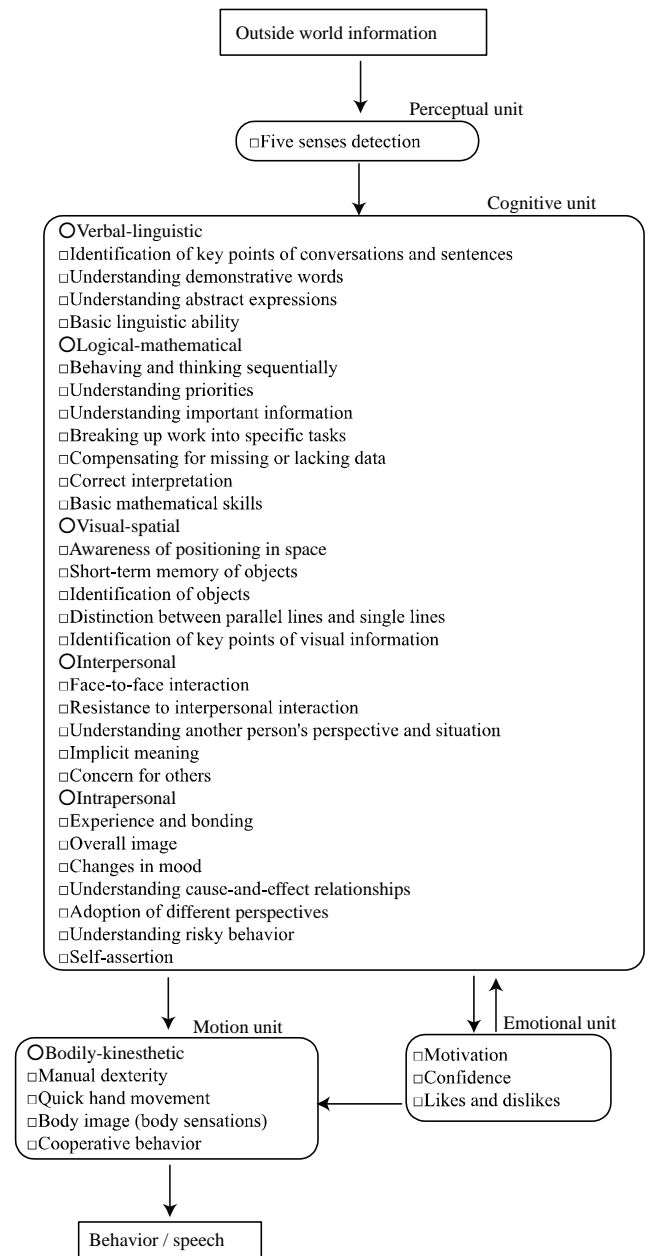 Outside world information
Perceptual unit
□Five senses detection
Cognitive unit
○Verbal-linguistic
□Identification of key points of conversations and sentences
□Understanding demonstrative words
□Understanding abstract expressions
□Basic linguistic ability
○Logical-mathematical
□Behaving and thinking sequentially
□Understanding priorities
□Understanding important information
□Breaking up work into specific tasks
□Compensating for missing or lacking data
□Correct interpretation
□Basic mathematical skills
○Visual-spatial
□Awareness of positioning in space
□Short-term memory of objects
□Identification of objects
□Distinction between parallel lines and single lines
□Identification of key points of visual information
○Interpersonal
□Face-to-face interaction
□Resistance to interpersonal interaction
□Understanding another person's perspective and situation
□Implicit meaning
□Concern for others
○Intrapersonal
□Experience and bonding
□Overall image
□Changes in mood
□Understanding cause-and-effect relationships
□Adoption of different perspectives
□Understanding risky behavior
□Self-assertion
Motion unit
○Bodily-kinesthetic
□Manual dexterity
□Quick hand movement
□Body image (body sensations)
□Cooperative behavior
Emotional unit
□Motivation
□Confidence
□Likes and dislikes
Behavior / speech